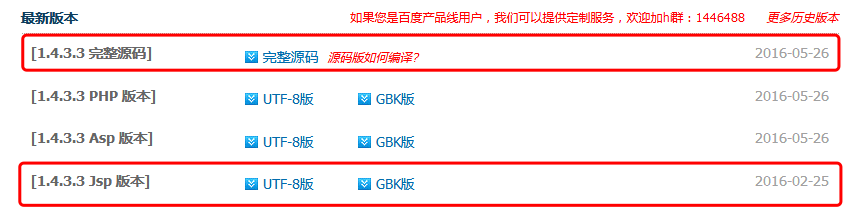 最新版本 如果您是百度产品线用户，我们可以提供定制服务，欢迎加hi群：1446488 更多历史版本
[1.4.3.3 完整源码] 完整源码 源码版如何编译? 2016-05-26
[1.4.3.3 PHP 版本] UTF-8版 GBK版 2016-05-26
[1.4.3.3 Asp 版本] UTF-8版 GBK版 2016-05-26
[1.4.3.3 Jsp 版本] UTF-8版 GBK版 2016-02-25